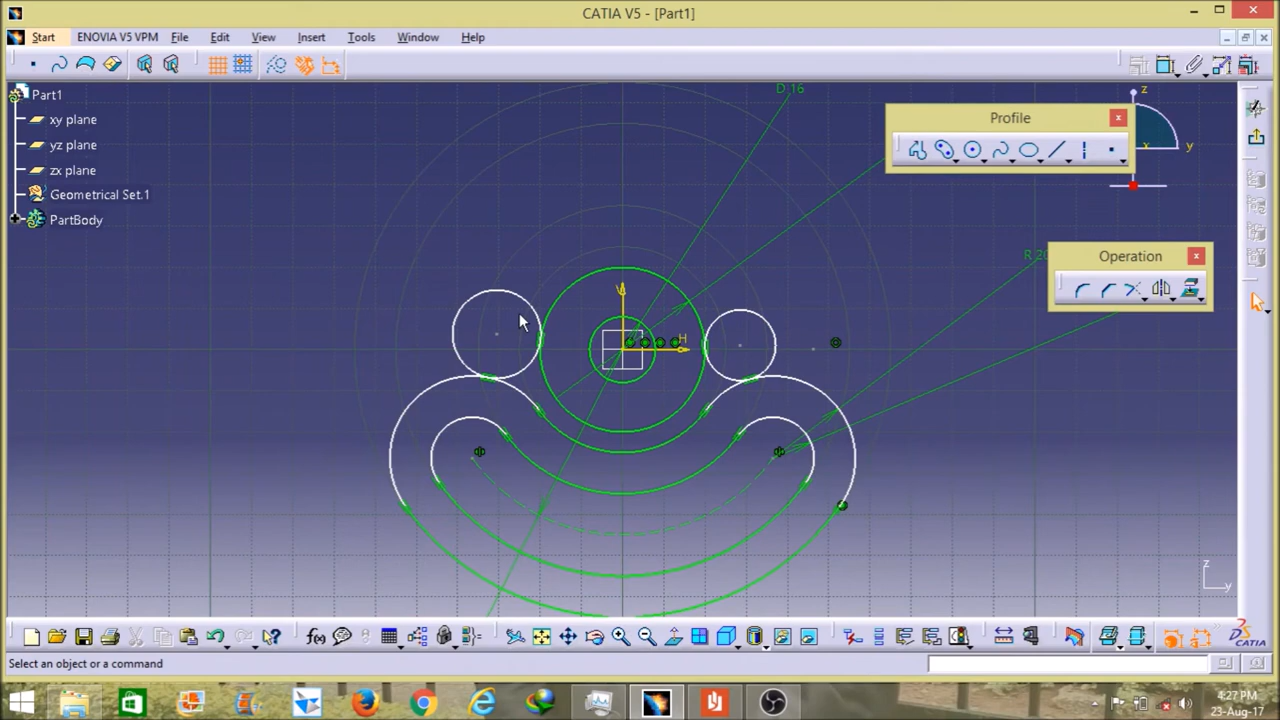 CATIA V5 - [Part1]
Start ENOVIA V5 VPM File Edit View Insert Tools Window Help
Part1
xy plane
yz plane
zx plane
Geometrical Set.1
PartBody
D 16
Profile
z
x
y
Operation
V
H
z
y
f(x)
CATIA
Select an object or a command
4:27 PM
23-Aug-17